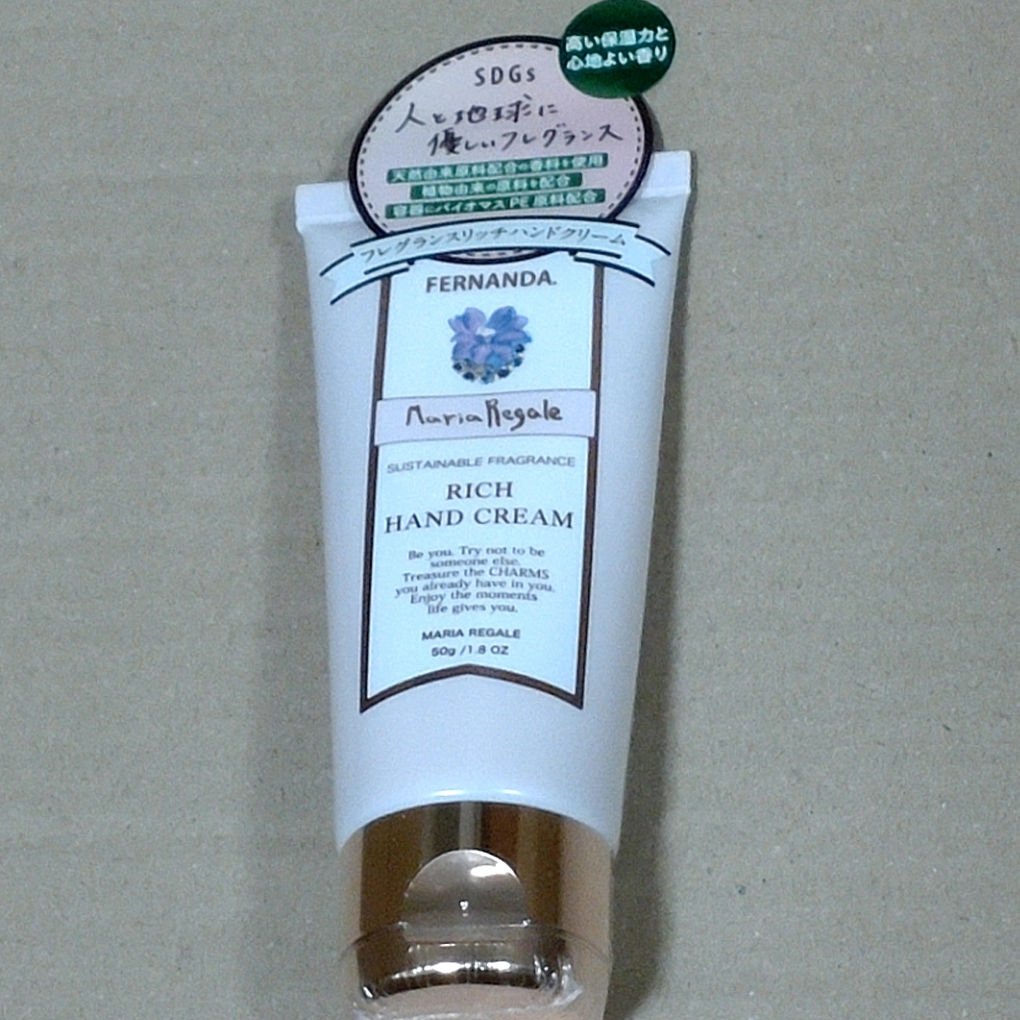 高い保湿力と
心地よい香り
SDGs
人と地球に
優しいフレグランス
天然由来原料配合の香料を使用
植物由来の原料を配合
容器にバイオマスPE原料配合
フレグランスリッチハンドクリーム
FERNANDA.
Maria Regale
SUSTAINABLE FRAGRANCE
RICH
HAND CREAM
Be you. Try not to be
someone else.
Treasure the CHARMS
you already have in you.
Enjoy the moments
life gives you.
MARIA REGALE
50g /1.8 OZ